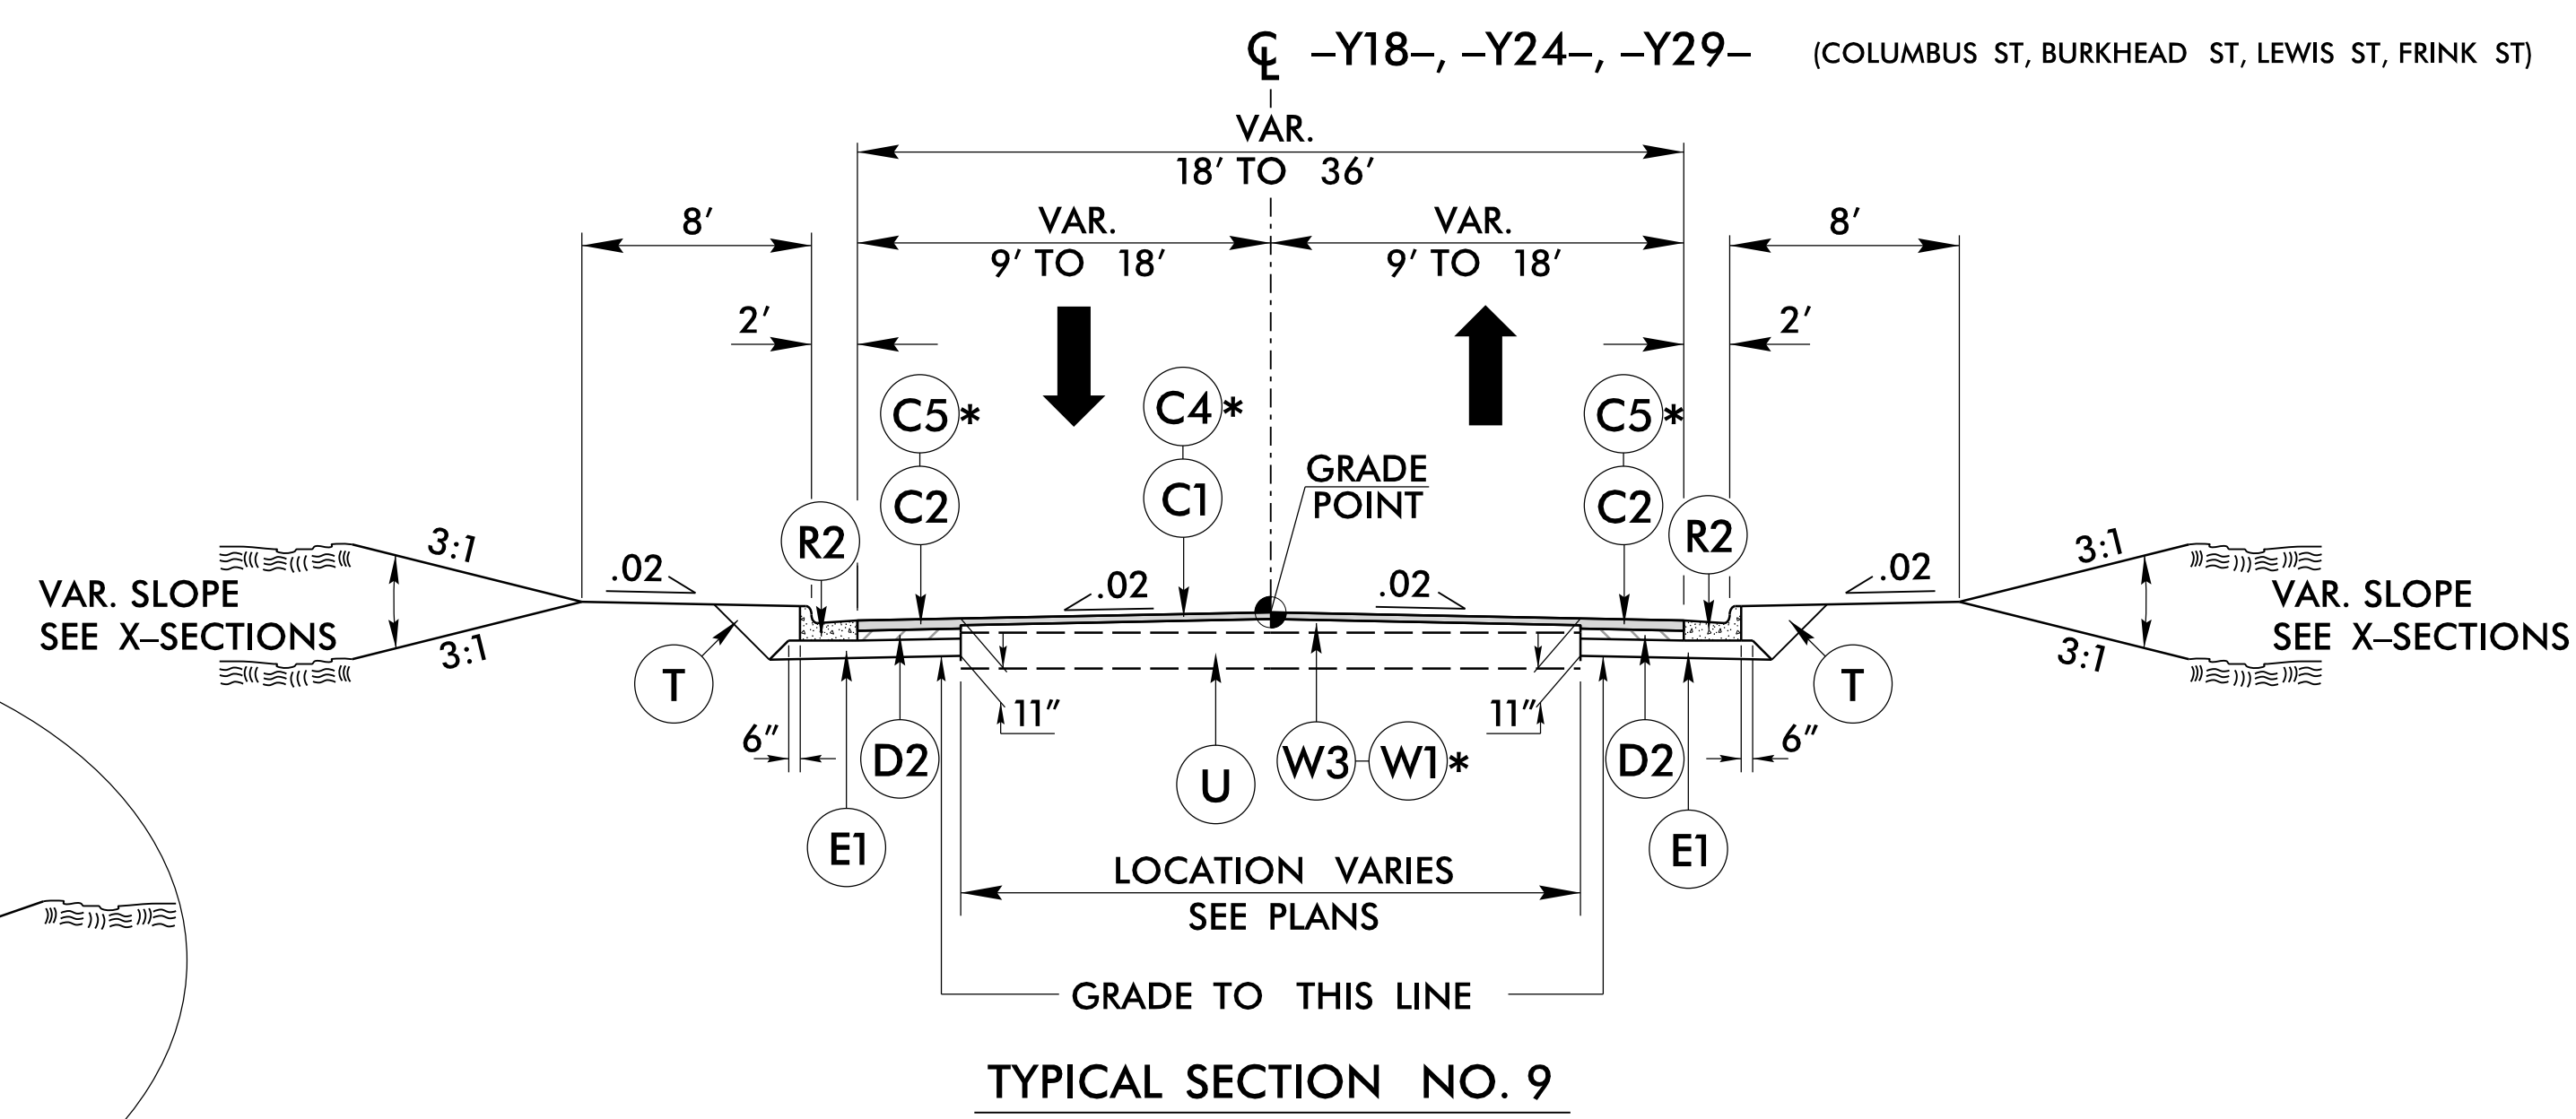 ℄ –Y18–, –Y24–, –Y29– (COLUMBUS ST, BURKHEAD ST, LEWIS ST, FRINK ST)
VAR.
18' TO 36'
8'
VAR.
9' TO 18'
VAR.
9' TO 18'
8'
2'
2'
C5*
C4*
C5*
C2
C1
GRADE
POINT
C2
R2
R2
3:1
.02
.02
.02
.02
3:1
VAR. SLOPE
SEE X–SECTIONS
VAR. SLOPE
SEE X–SECTIONS
3:1
3:1
T
T
11"
11"
6"
6"
D2
U
W3
W1*
D2
E1
E1
LOCATION VARIES
SEE PLANS
GRADE TO THIS LINE
TYPICAL SECTION NO. 9